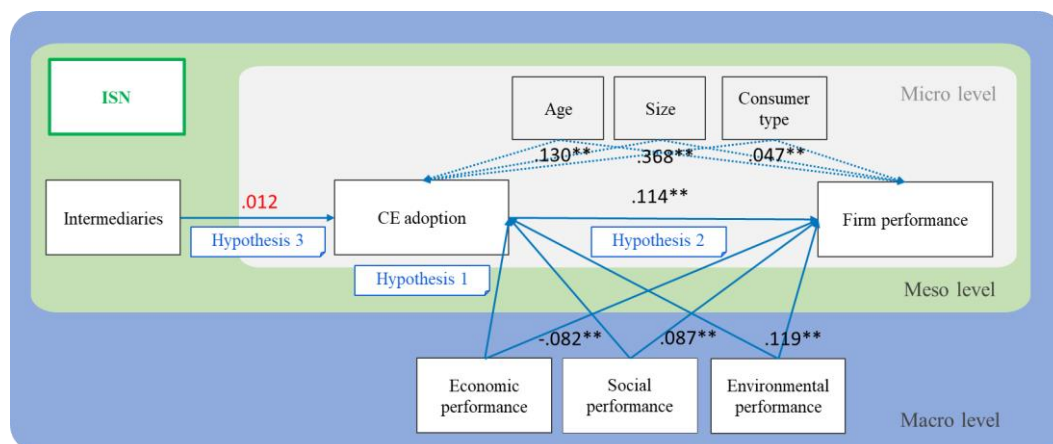 ISN
Micro level
Age
Size
Consumer
type
.130**
.368**
.047**
Intermediaries
.012
CE adoption
.114**
Firm performance
Hypothesis 3
Hypothesis 2
Hypothesis 1
Meso level
-.082**
.087**
.119**
Economic
performance
Social
performance
Environmental
performance
Macro level